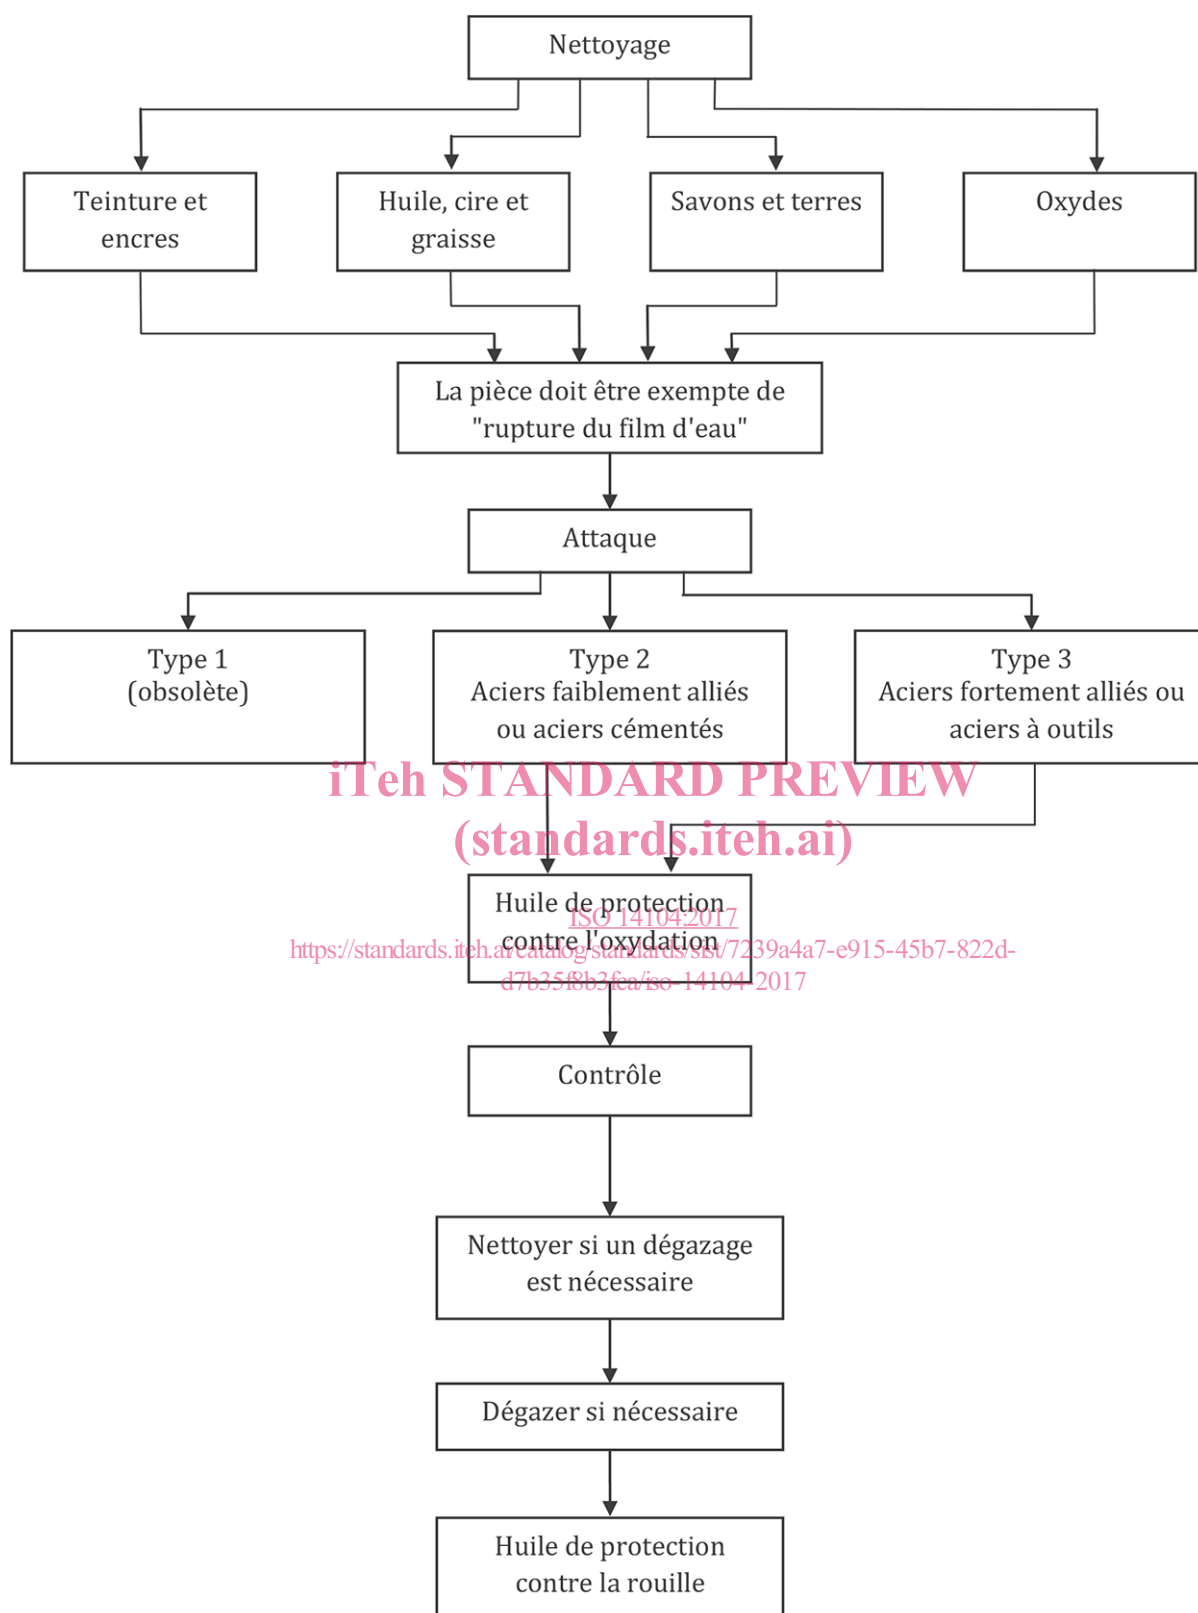 Nettoyage
Teinture et
encres
Huile, cire et
graisse
Savons et terres
Oxydes
La pièce doit être exempte de
"rupture du film d'eau"
Attaque
Type 1
(obsolète)
Type 2
Aciers faiblement alliés
ou aciers cémentés
Type 3
Aciers fortement alliés ou
aciers à outils
iTeh STANDARD PREVIEW
(standards.iteh.ai)
Huile de protection
ISO 14104:2017
contre l'oxydation
https://standards.iteh.ai/catalog/standards/sist/7239a4a7-e915-45b7-822d-
d7b35f8b3fea/iso-14104-2017
Contrôle
Nettoyer si un dégazage
est nécessaire
Dégazer si nécessaire
Huile de protection
contre la rouille